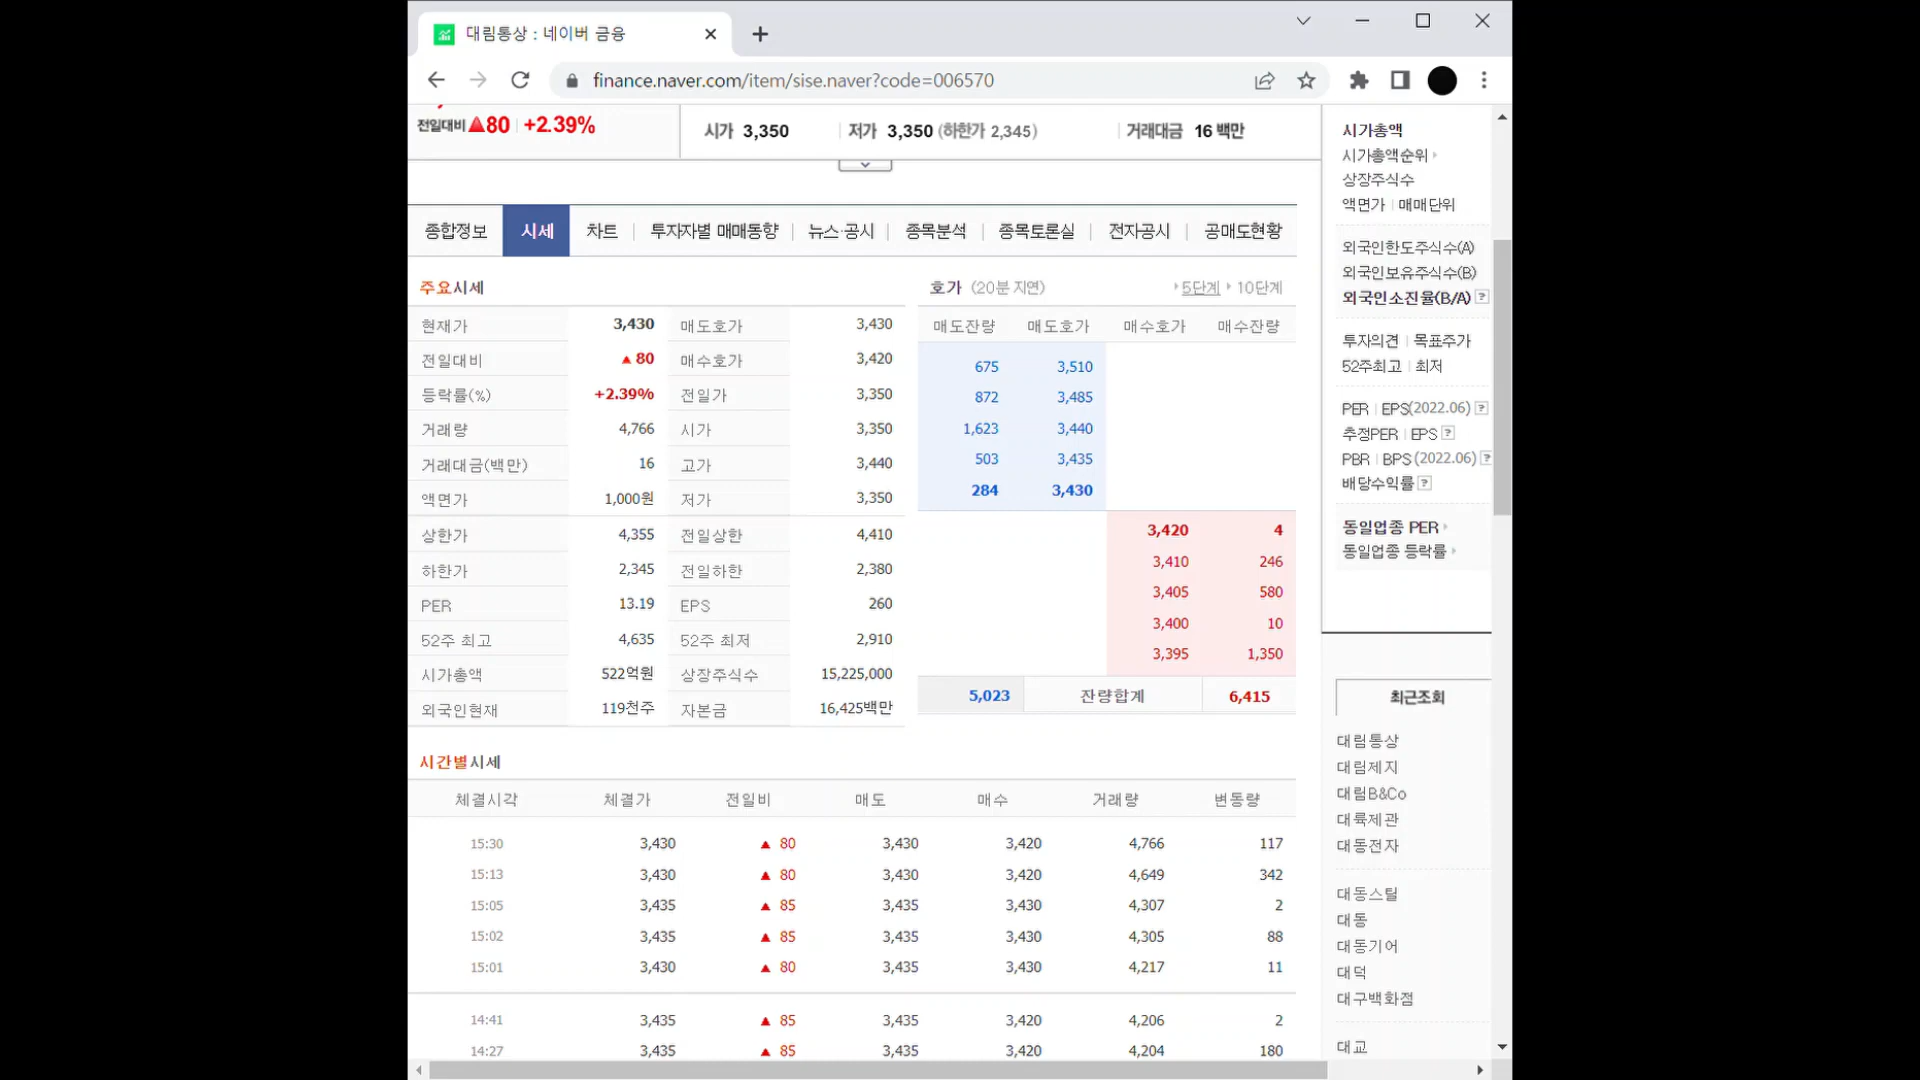 대림통상 : 네이버 금융
finance.naver.com/item/sise.naver?code=006570
전일대비 ▲80 +2.39%
시가 3,350 저가 3,350 (하한가 2,345) 거래대금 16 백만
종합정보 시세 차트 투자자별 매매동향 뉴스·공시 종목분석 종목토론실 전자공시 공매도현황
주요시세
현재가 3,430 매도호가 3,430
전일대비 ▲ 80 매수호가 3,420
등락률(%) +2.39% 전일가 3,350
거래량 4,766 시가 3,350
거래대금(백만) 16 고가 3,440
액면가 1,000원 저가 3,350
상한가 4,355 전일상한 4,410
하한가 2,345 전일하한 2,380
PER 13.19 EPS 260
52주 최고 4,635 52주 최저 2,910
시가총액 522억원 상장주식수 15,225,000
외국인현재 119천주 자본금 16,425백만
호가 (20분 지연) 5단계 10단계
매도잔량 매도호가 매수호가 매수잔량
675 3,510
872 3,485
1,623 3,440
503 3,435
284 3,430
3,420 4
3,410 246
3,405 580
3,400 10
3,395 1,350
5,023 잔량합계 6,415
시간별시세
체결시각 체결가 전일비 매도 매수 거래량 변동량
15:30 3,430 ▲ 80 3,430 3,420 4,766 117
15:13 3,430 ▲ 80 3,430 3,420 4,649 342
15:05 3,435 ▲ 85 3,435 3,430 4,307 2
15:02 3,435 ▲ 85 3,435 3,430 4,305 88
15:01 3,430 ▲ 80 3,435 3,430 4,217 11
14:41 3,435 ▲ 85 3,435 3,420 4,206 2
14:27 3,435 ▲ 85 3,435 3,420 4,204 180
시가총액
시가총액순위
상장주식수
액면가 매매단위
외국인한도주식수(A)
외국인보유주식수(B)
외국인소진율(B/A) ?
투자의견 목표주가
52주최고 최저
PER EPS(2022.06) ?
추정PER EPS ?
PBR BPS (2022.06) ?
배당수익률 ?
동일업종 PER
동일업종 등락률
최근조회
대림통상
대림제지
대림B&Co
대륙제관
대동전자
대동스틸
대동
대동기어
대덕
대구백화점
대교